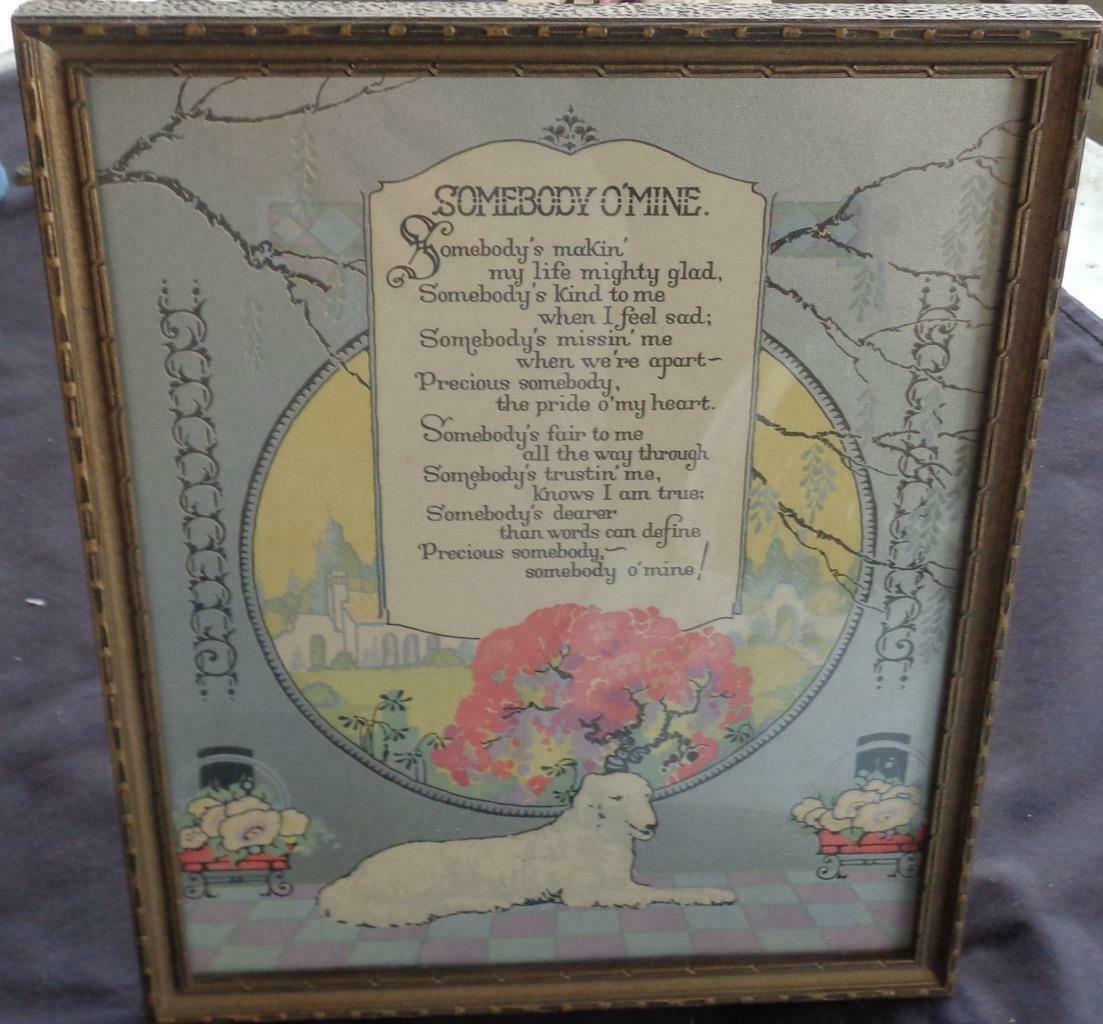 SOMEBODY O'MINE.
Somebody's makin'
my life mighty glad,
Somebody's kind to me
when I feel sad;
Somebody's missin' me
when we're apart—
Precious somebody,
the pride o'my heart.
Somebody's fair to me
all the way through
Somebody's trustin' me,
knows I am true;
Somebody's dearer
than words can define
Precious somebody,—
somebody o'mine!